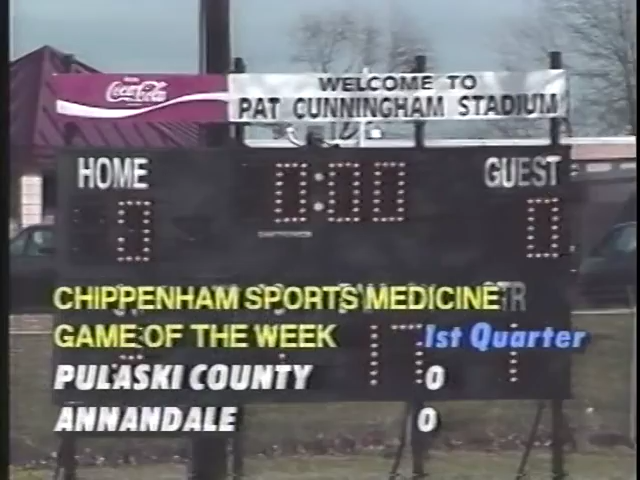 Coca-Cola
WELCOME TO
PAT CUNNINGHAM STADIUM
HOME
0:00
GUEST
0
0
CHIPPENHAM SPORTS MEDICINE
GAME OF THE WEEK
1st Quarter
PULASKI COUNTY 0
ANNANDALE 0